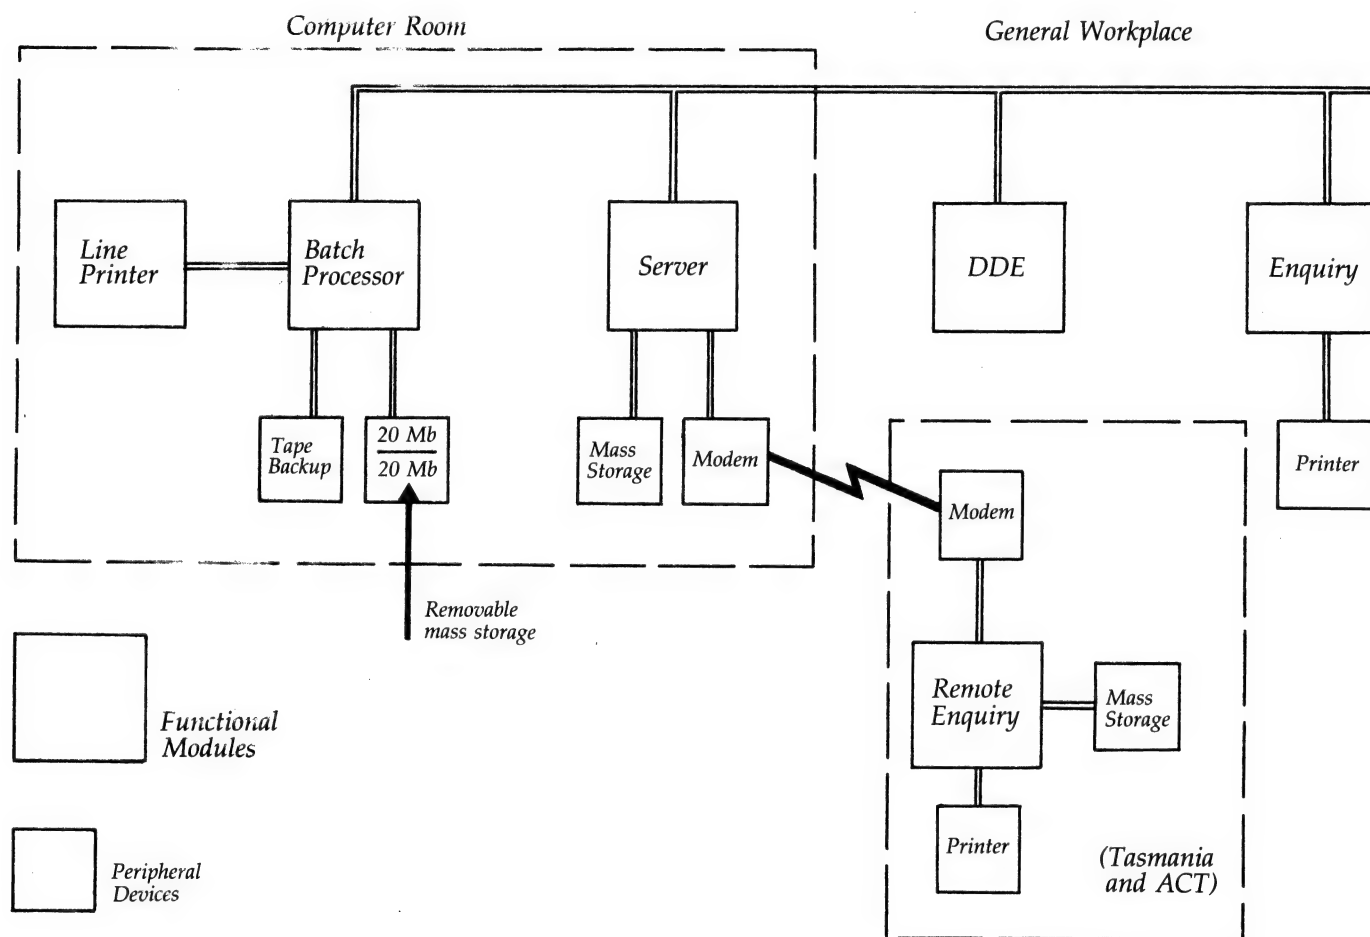 Computer Room
General Workplace
Line
Printer
Batch
Processor
Server
DDE
Enquiry
Tape
Backup
20 Mb
20 Mb
Mass
Storage
Modem
Printer
Modem
Removable
mass storage
Remote
Enquiry
Mass
Storage
Functional
Modules
Printer
(Tasmania
and ACT)
Peripheral
Devices